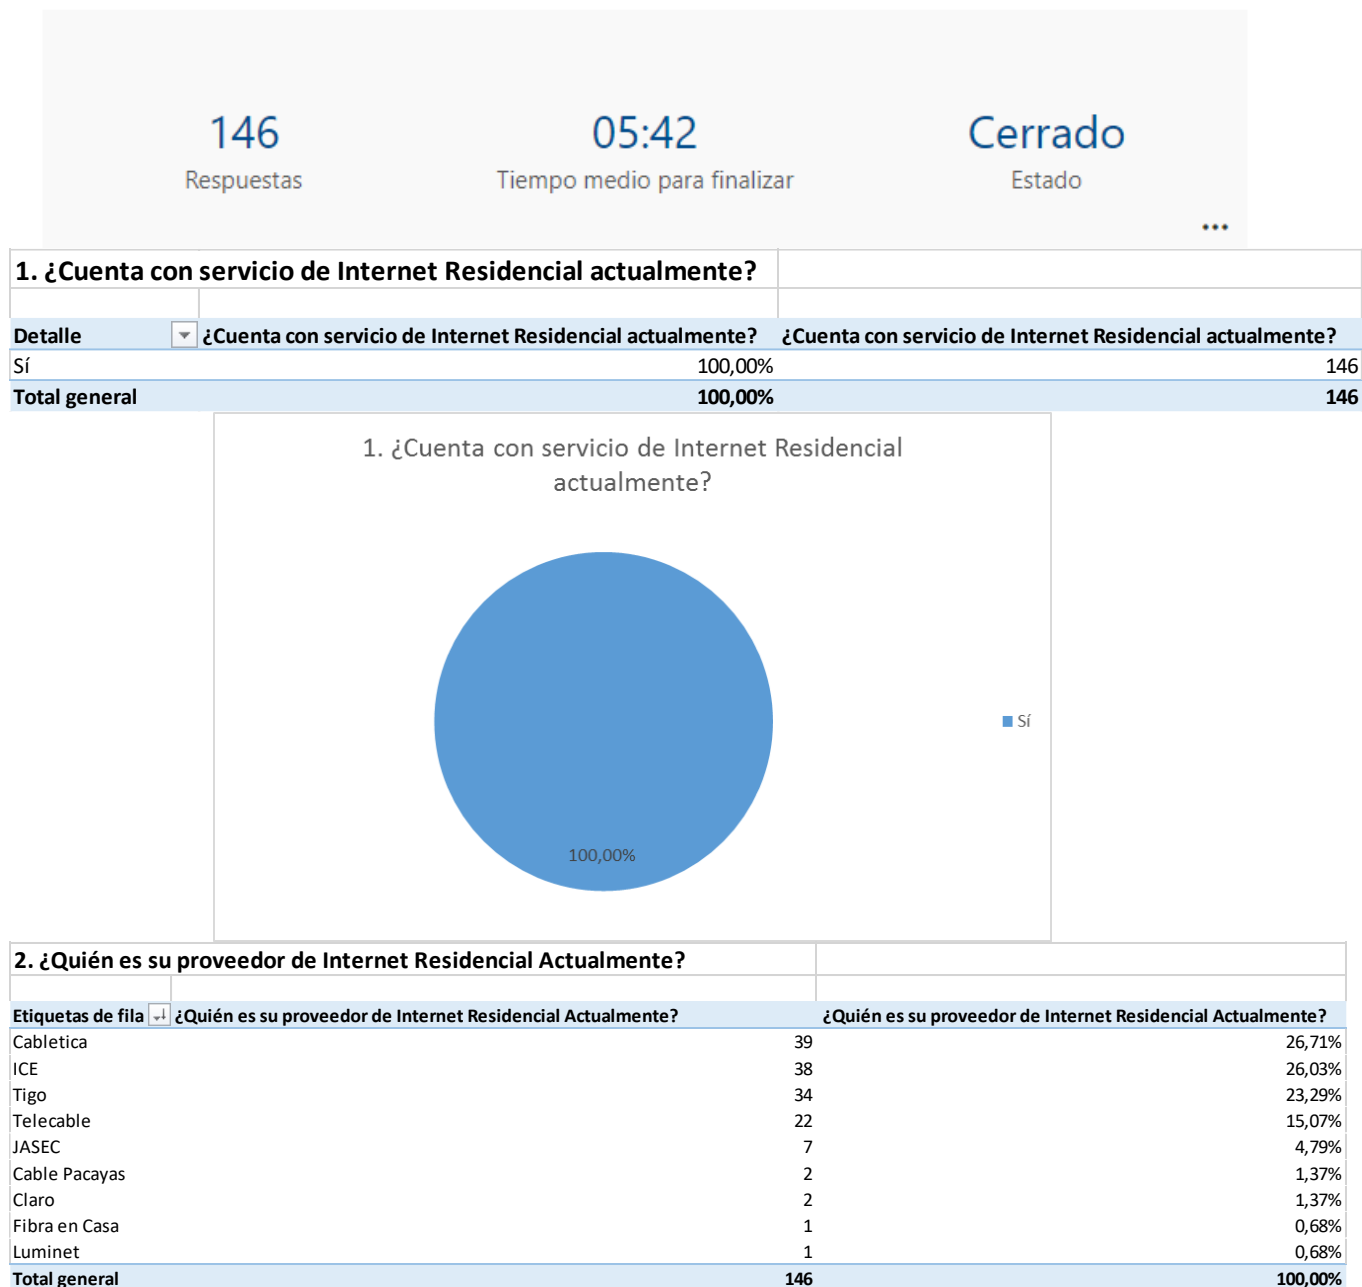 146 05:42 Cerrado
Respuestas Tiempo medio para finalizar Estado
1. ¿Cuenta con servicio de Internet Residencial actualmente?
Detalle ¿Cuenta con servicio de Internet Residencial actualmente? ¿Cuenta con servicio de Internet Residencial actualmente?
Sí 100,00% 146
Total general 100,00% 146
1. ¿Cuenta con servicio de Internet Residencial
actualmente?
Sí
100,00%
2. ¿Quién es su proveedor de Internet Residencial Actualmente?
Etiquetas de fila ¿Quién es su proveedor de Internet Residencial Actualmente? ¿Quién es su proveedor de Internet Residencial Actualmente?
Cabletica 39 26,71%
ICE 38 26,03%
Tigo 34 23,29%
Telecable 22 15,07%
JASEC 7 4,79%
Cable Pacayas 2 1,37%
Claro 2 1,37%
Fibra en Casa 1 0,68%
Luminet 1 0,68%
Total general 146 100,00%